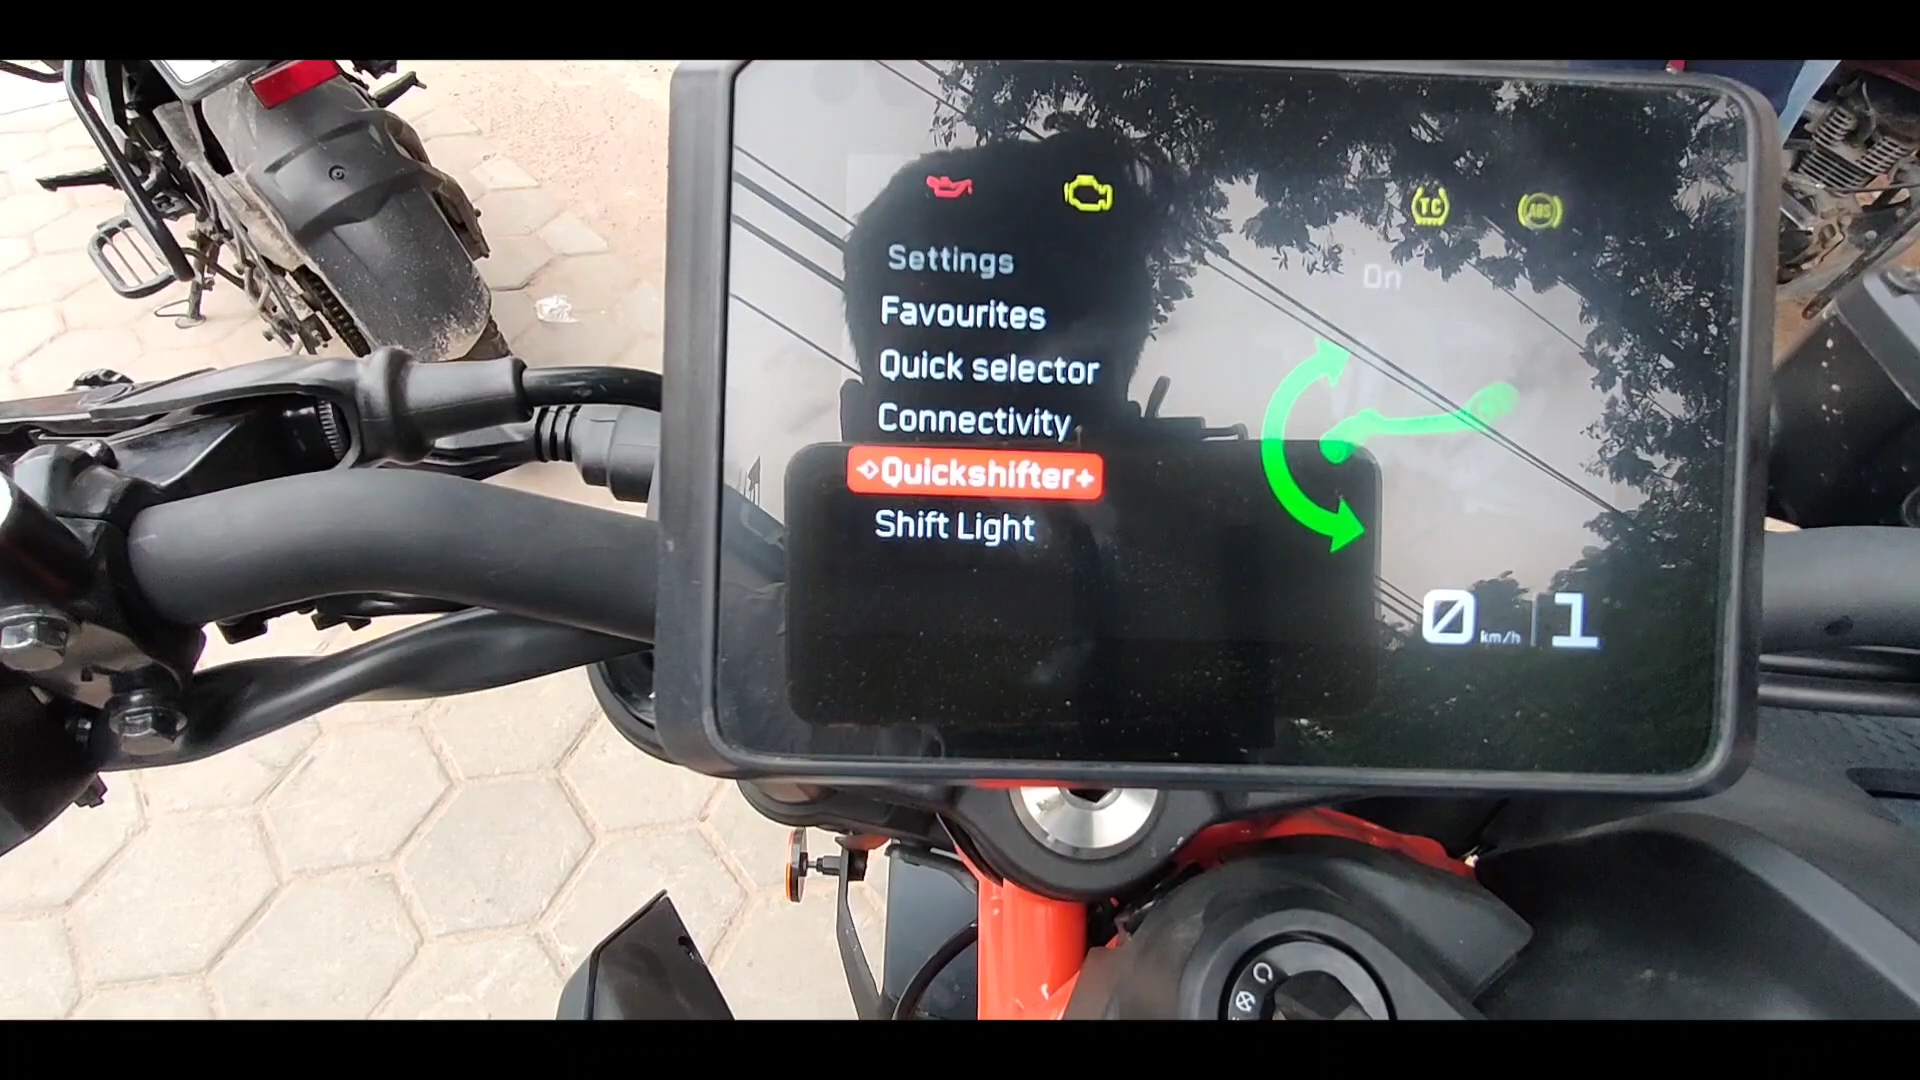 TC
ABS
Settings
On
Favourites
Quick selector
Connectivity
Quickshifter+
Shift Light
0 km/h 1